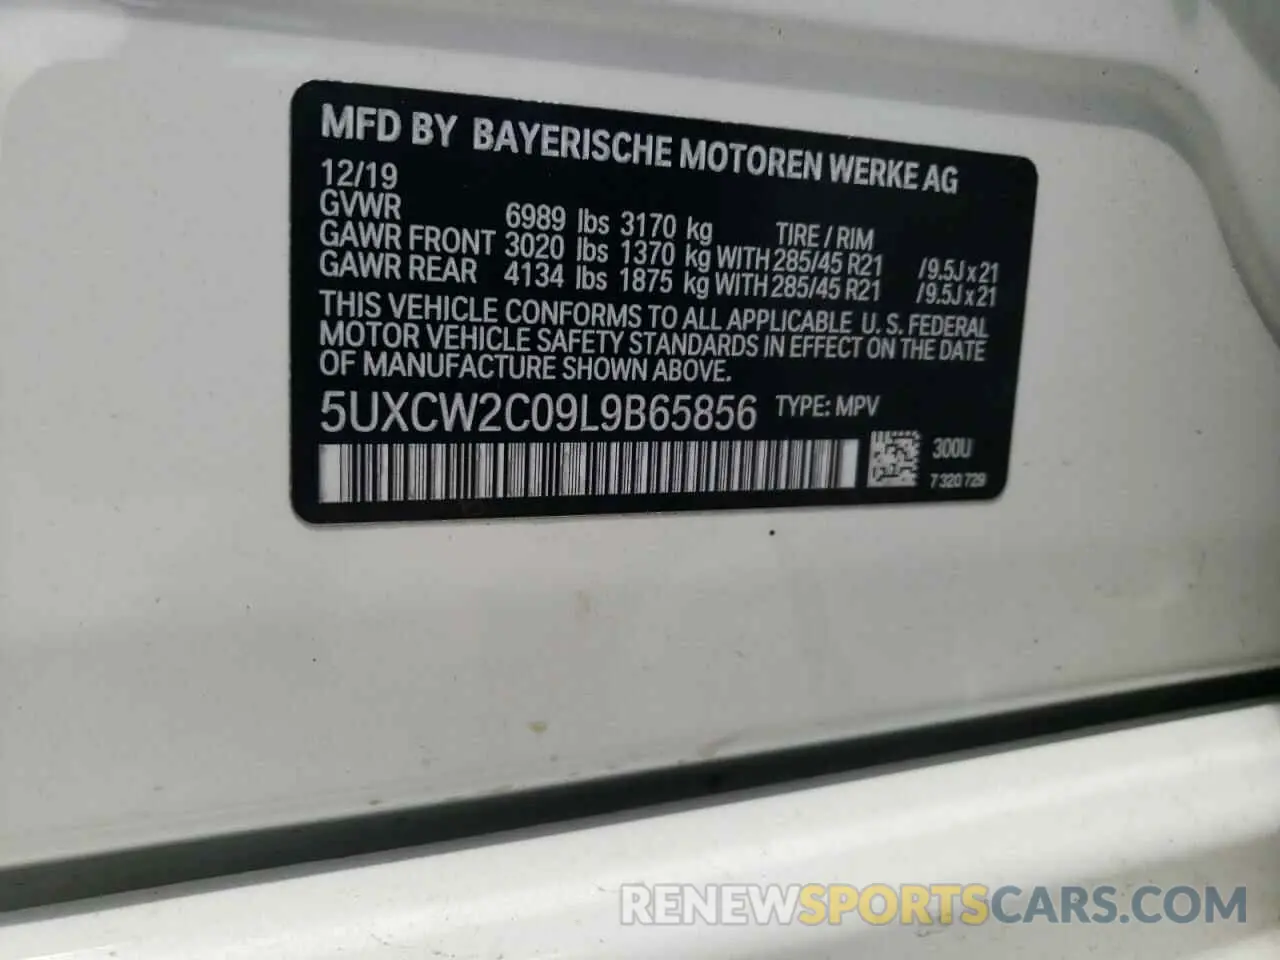 MFD BY BAYERISCHE MOTOREN WERKE AG
12/19
GVWR 6989 lbs 3170 kg TIRE / RIM
GAWR FRONT 3020 lbs 1370 kg WITH 285/45 R21 /9.5J x 21
GAWR REAR 4134 lbs 1875 kg WITH 285/45 R21 /9.5J x 21
THIS VEHICLE CONFORMS TO ALL APPLICABLE U. S. FEDERAL
MOTOR VEHICLE SAFETY STANDARDS IN EFFECT ON THE DATE
OF MANUFACTURE SHOWN ABOVE.
5UXCW2C09L9B65856 TYPE: MPV
300U
7 320 729
RENEWSPORTSCARS.COM